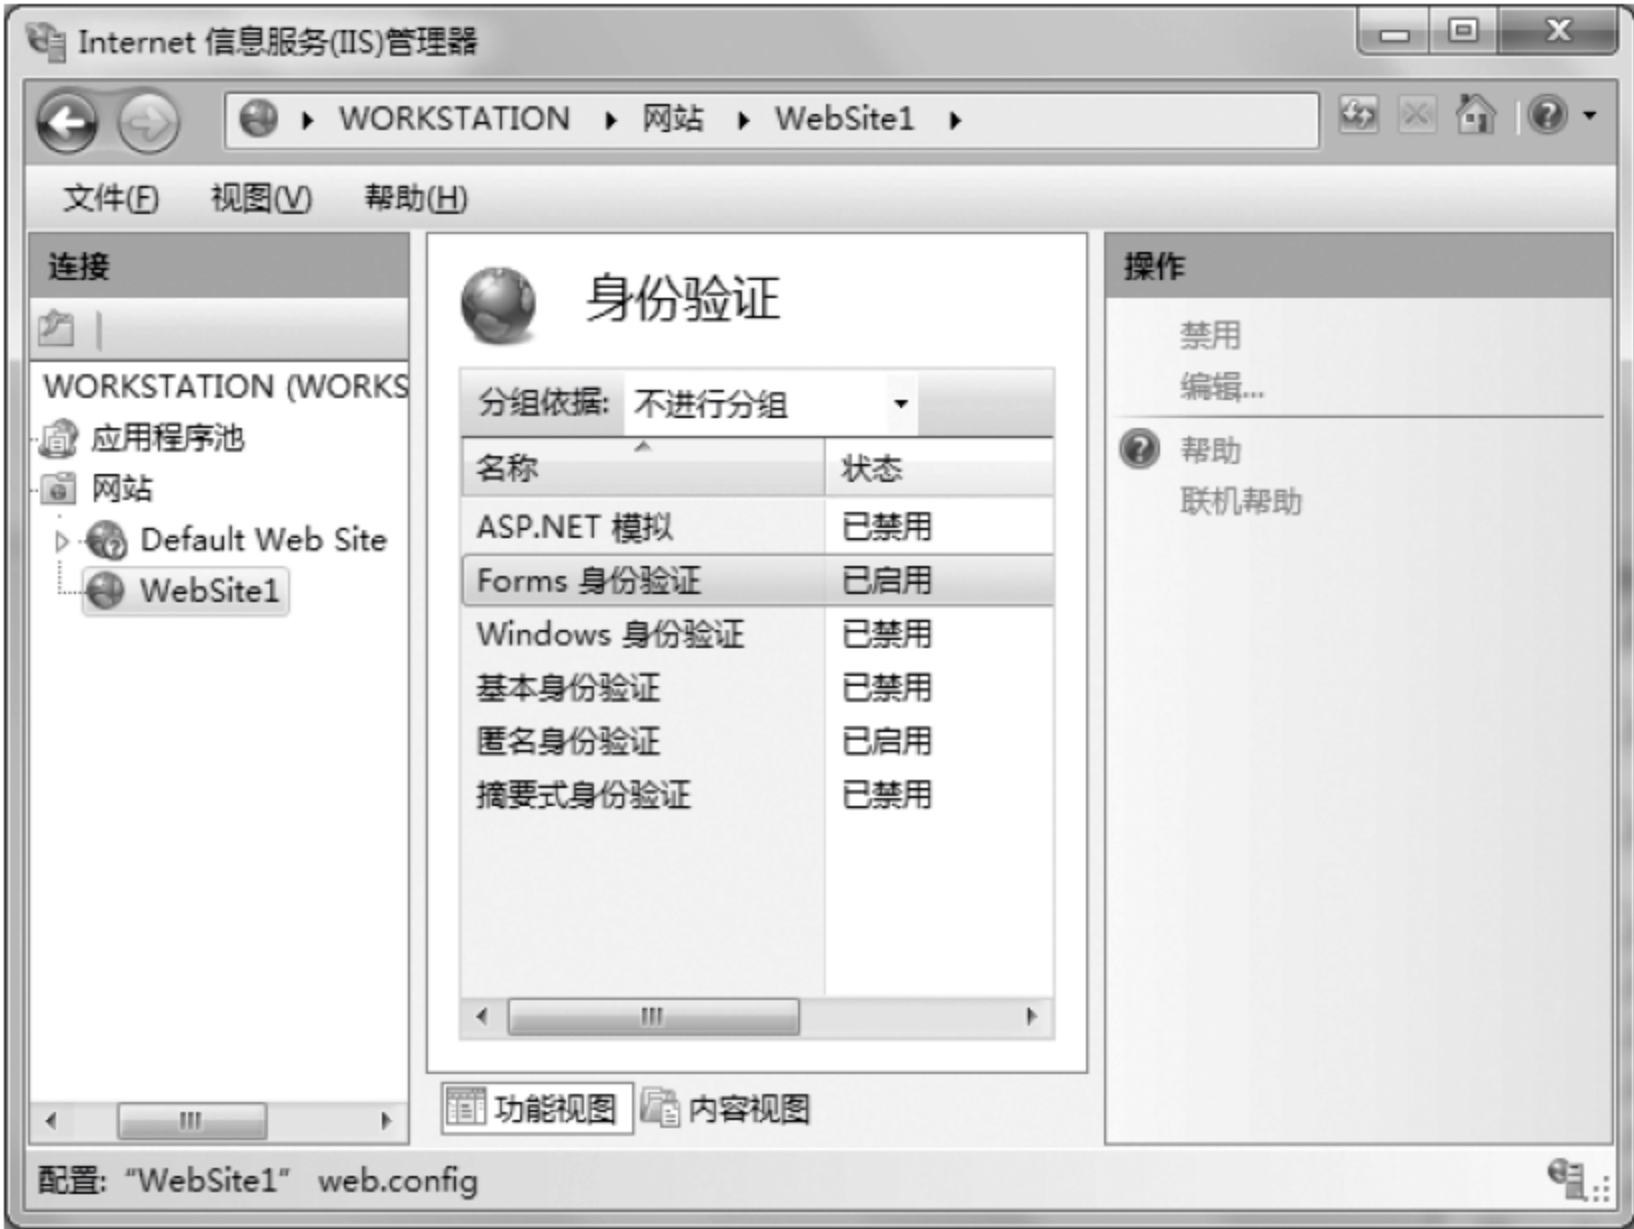 Internet 信息服务(IIS)管理器
WORKSTATION 网站 WebSite1
文件(F) 视图(V) 帮助(H)
连接
WORKSTATION (WORKS
应用程序池
网站
Default Web Site
WebSite1
身份验证
分组依据: 不进行分组
名称 状态
ASP.NET 模拟 已禁用
Forms 身份验证 已启用
Windows 身份验证 已禁用
基本身份验证 已禁用
匿名身份验证 已启用
摘要式身份验证 已禁用
功能视图 内容视图
操作
禁用
编辑...
帮助
联机帮助
配置: “WebSite1” web.config